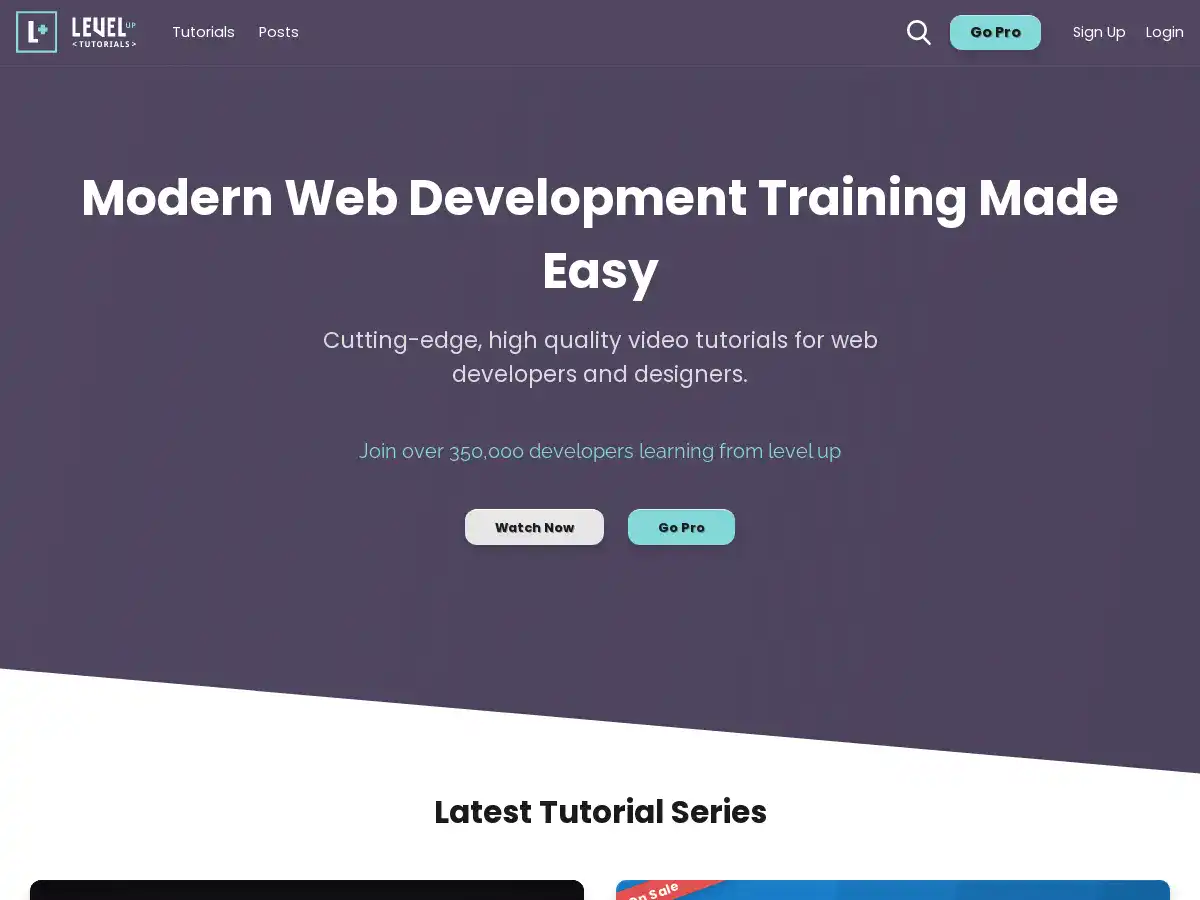 LEVEL UP
<TUTORIALS>
Tutorials Posts
Go Pro
Sign Up Login
Modern Web Development Training Made
Easy
Cutting-edge, high quality video tutorials for web
developers and designers.
Join over 350,000 developers learning from level up
Watch Now Go Pro
Latest Tutorial Series
On Sale